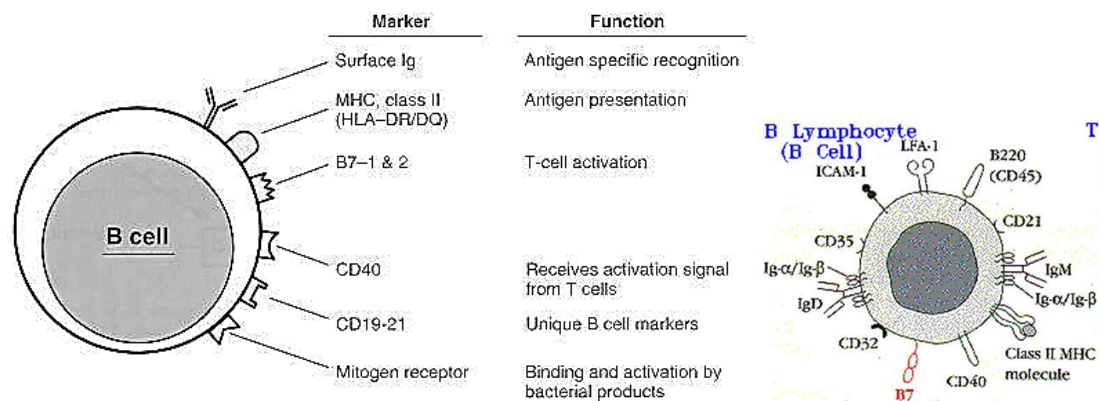 Marker Function
Surface Ig Antigen specific recognition
MHC, class II Antigen presentation
(HLA–DR/DQ)
B7–1 & 2 T-cell activation
B cell
CD40 Receives activation signal
from T cells
CD19-21 Unique B cell markers
Mitogen receptor Binding and activation by
bacterial products
B Lymphocyte T
(B Cell)
LFA-1
ICAM-1
B220
(CD45)
CD21
CD35
Ig-α/Ig-β
IgM
IgD
Ig-α/Ig-β
CD32
Class II MHC
molecule
CD40
B7